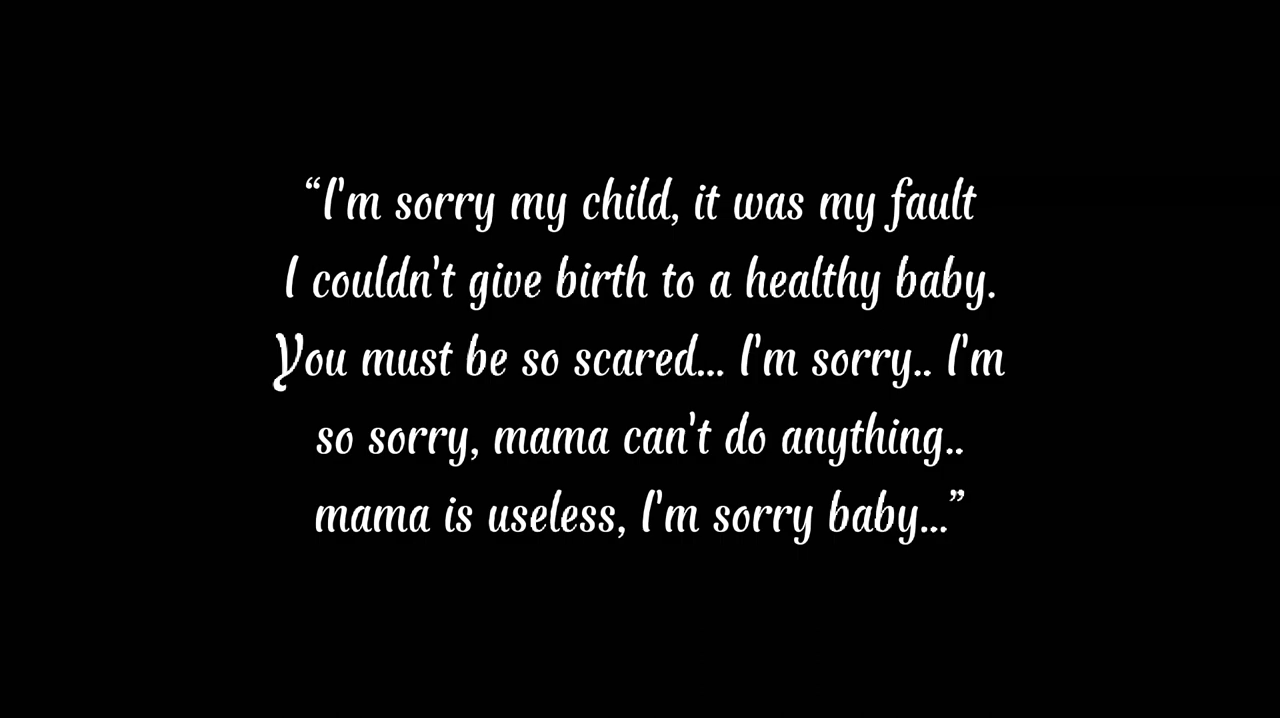 “I'm sorry my child, it was my fault
I couldn't give birth to a healthy baby.
You must be so scared... I'm sorry.. I'm
so sorry, mama can't do anything..
mama is useless, I'm sorry baby...”